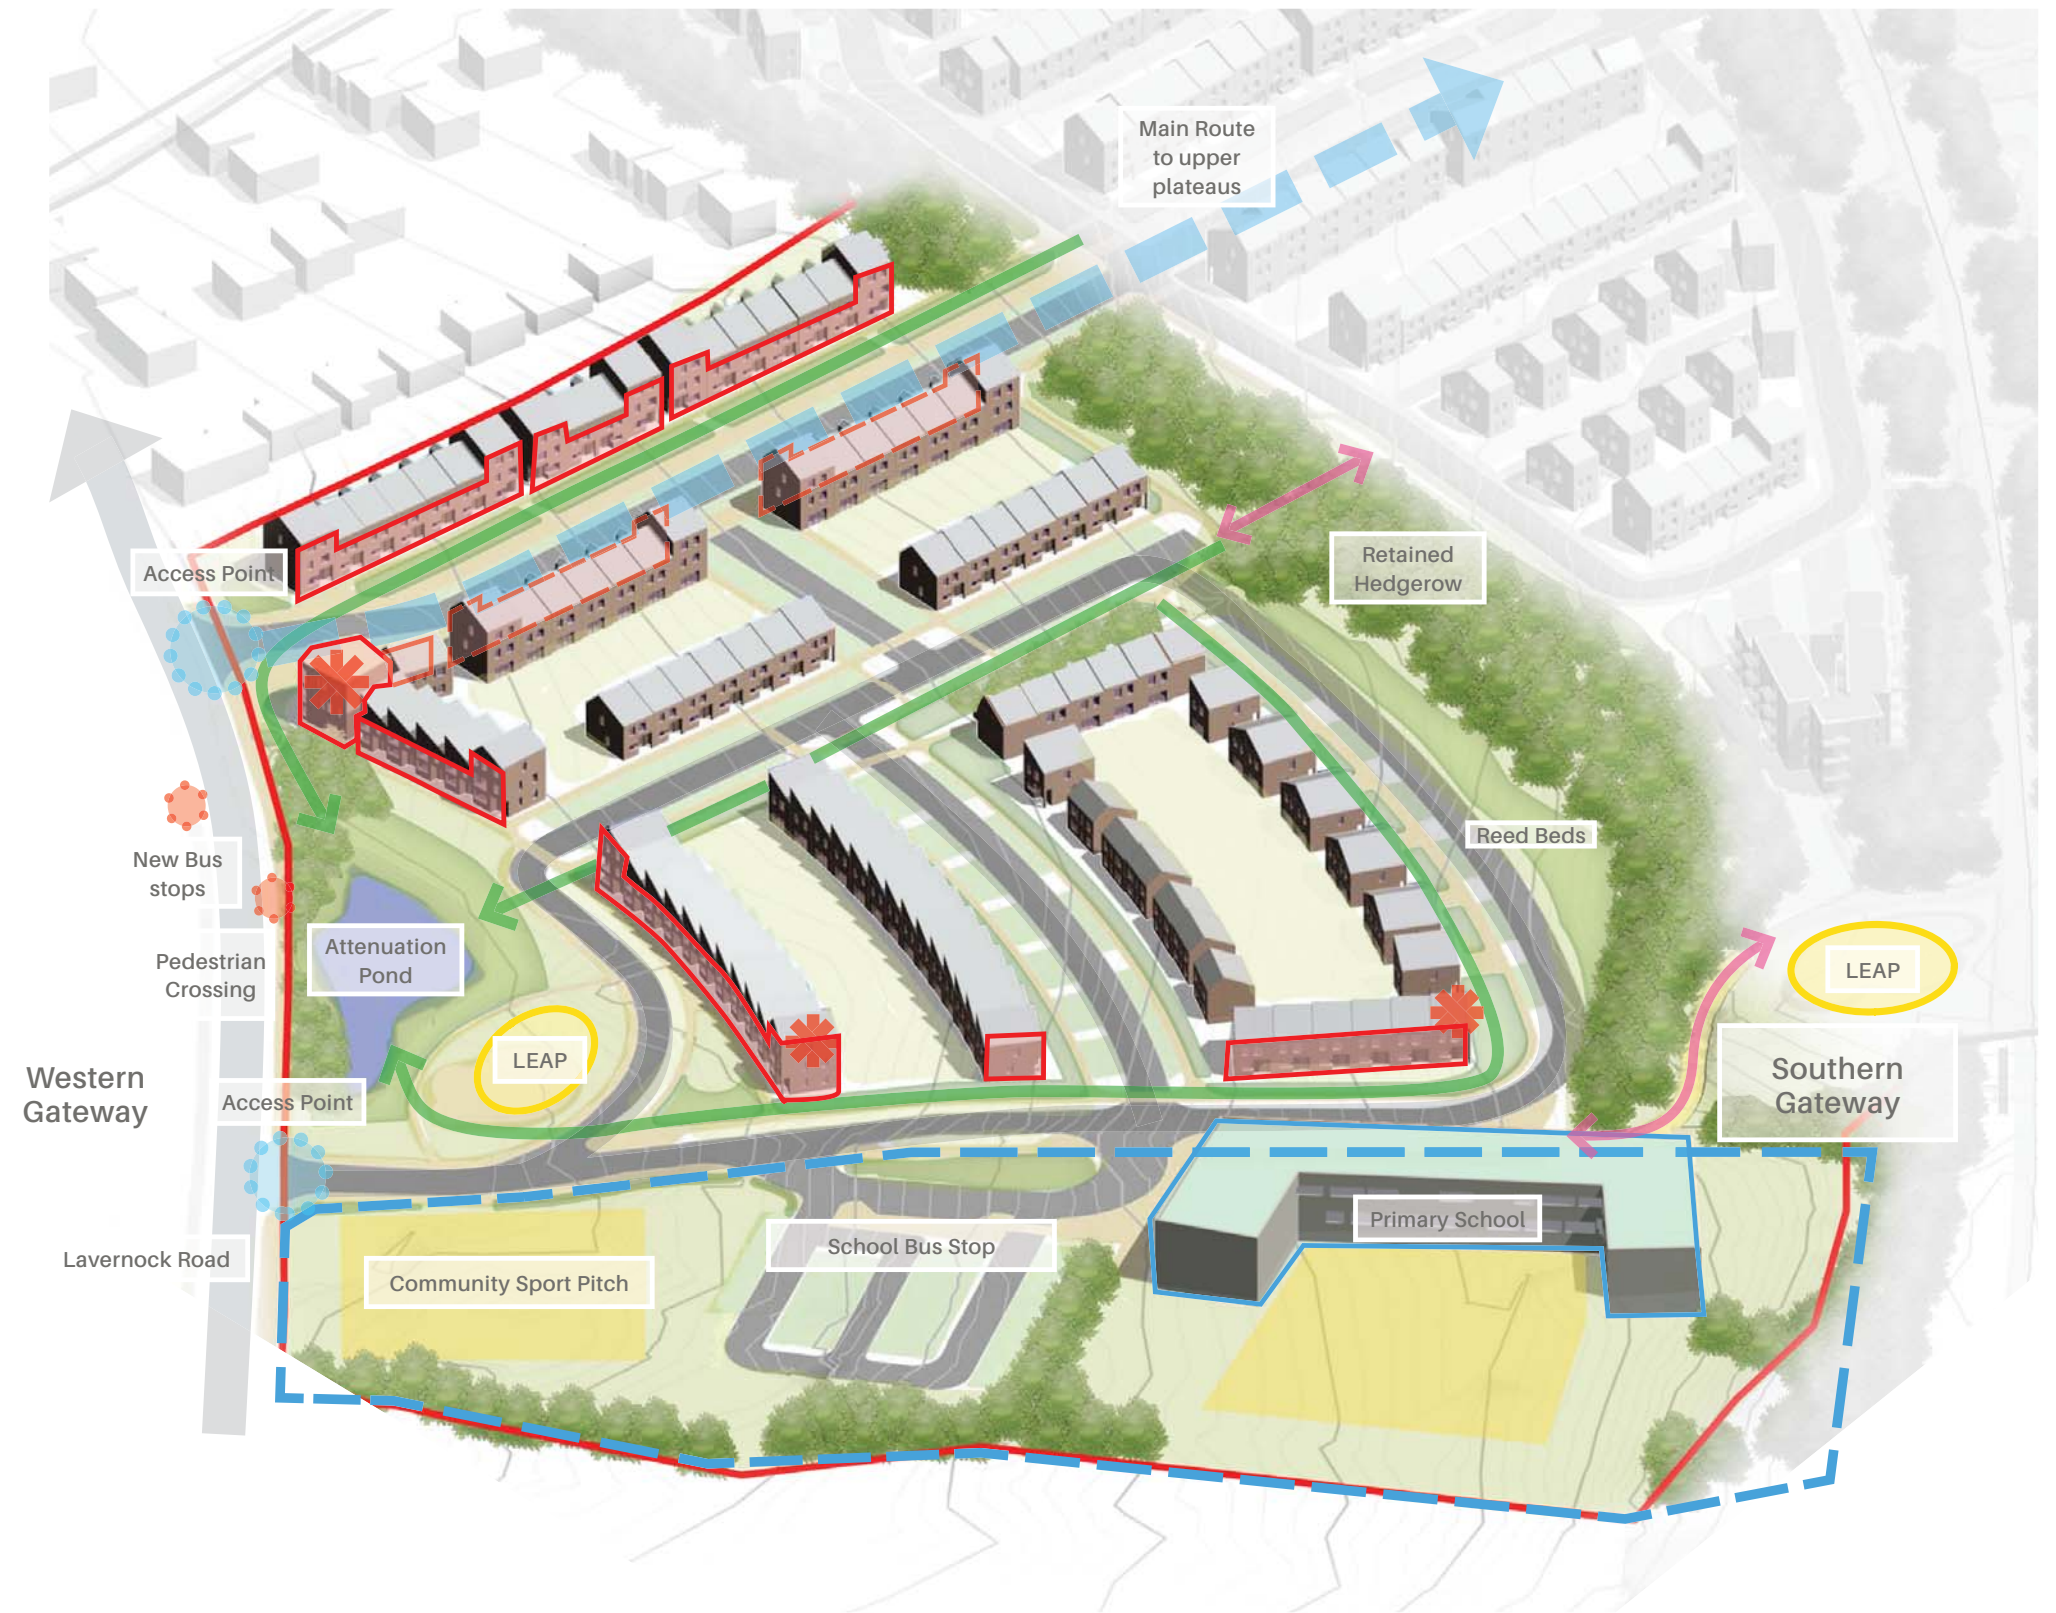 Main Route
to upper
plateaus
Access Point
Retained
Hedgerow
Reed Beds
New Bus
stops
Attenuation
Pond
Pedestrian
Crossing
LEAP
LEAP
Southern
Gateway
Western
Gateway
Access Point
Primary School
School Bus Stop
Lavernock Road
Community Sport Pitch